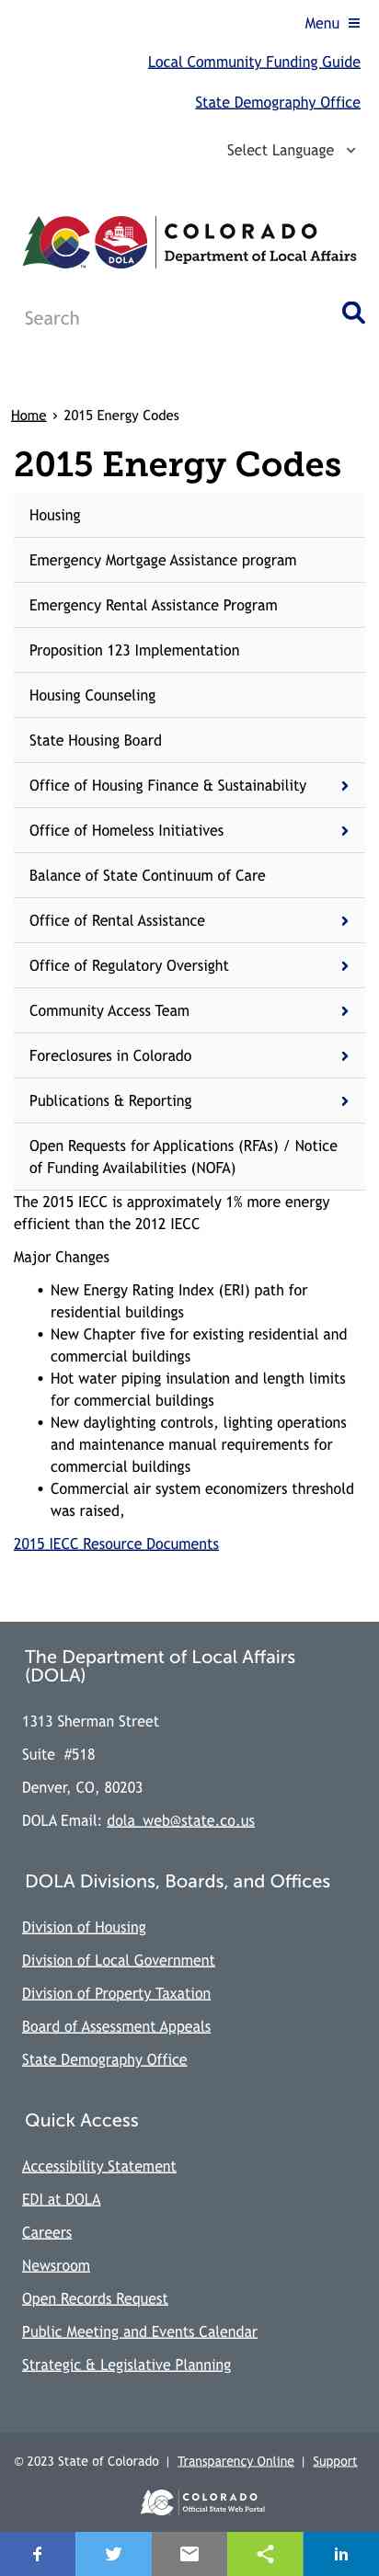 Menu
Local Community Funding Guide
State Demography Office
Select Language
COLORADO
Department of Local Affairs
DOLA
Search
Home › 2015 Energy Codes
2015 Energy Codes
Housing
Emergency Mortgage Assistance program
Emergency Rental Assistance Program
Proposition 123 Implementation
Housing Counseling
State Housing Board
Office of Housing Finance & Sustainability
Office of Homeless Initiatives
Balance of State Continuum of Care
Office of Rental Assistance
Office of Regulatory Oversight
Community Access Team
Foreclosures in Colorado
Publications & Reporting
Open Requests for Applications (RFAs) / Notice
of Funding Availabilities (NOFA)
The 2015 IECC is approximately 1% more energy
efficient than the 2012 IECC
Major Changes
• New Energy Rating Index (ERI) path for
residential buildings
• New Chapter five for existing residential and
commercial buildings
• Hot water piping insulation and length limits
for commercial buildings
• New daylighting controls, lighting operations
and maintenance manual requirements for
commercial buildings
• Commercial air system economizers threshold
was raised,
2015 IECC Resource Documents
The Department of Local Affairs
(DOLA)
1313 Sherman Street
Suite #518
Denver, CO, 80203
DOLA Email: dola_web@state.co.us
DOLA Divisions, Boards, and Offices
Division of Housing
Division of Local Government
Division of Property Taxation
Board of Assessment Appeals
State Demography Office
Quick Access
Accessibility Statement
EDI at DOLA
Careers
Newsroom
Open Records Request
Public Meeting and Events Calendar
Strategic & Legislative Planning
© 2023 State of Colorado | Transparency Online | Support
COLORADO
Official State Web Portal